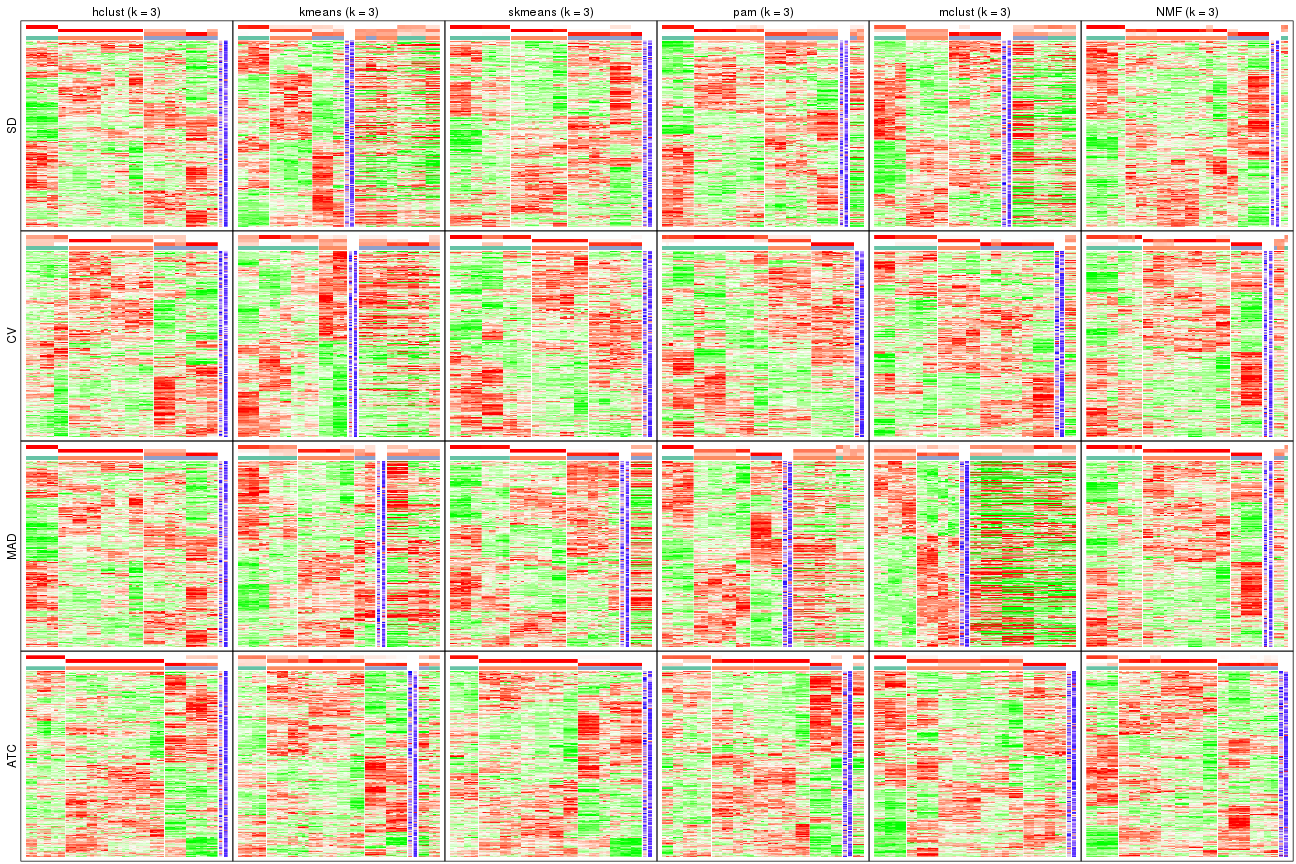 hclust (k = 3)
kmeans (k = 3)
skmeans (k = 3)
pam (k = 3)
mclust (k = 3)
NMF (k = 3)
SD
CV
MAD
ATC